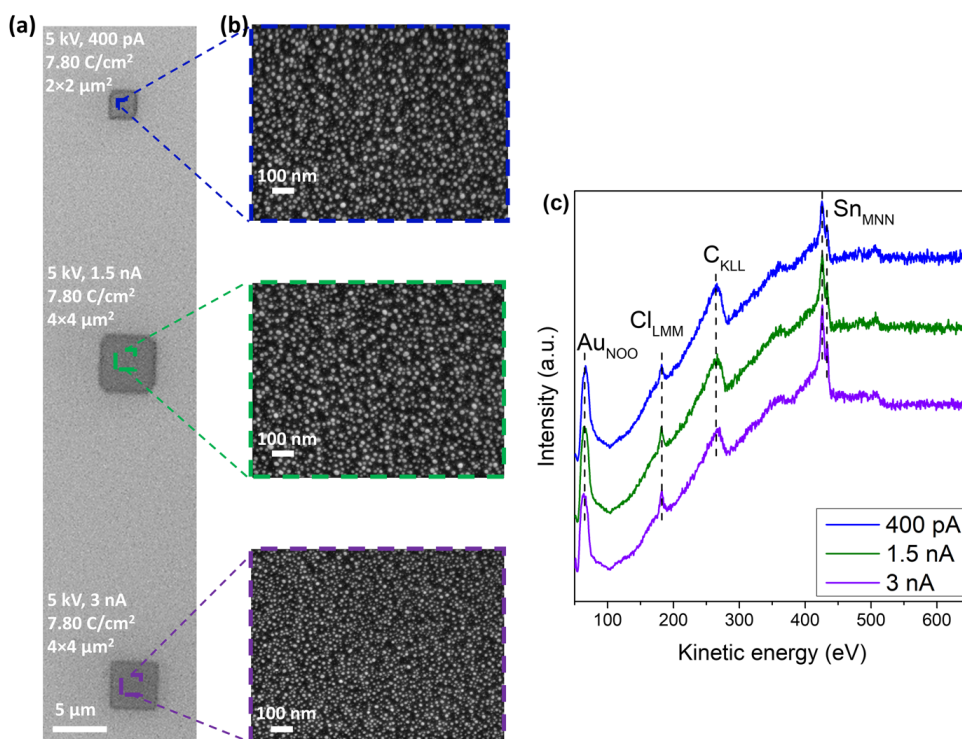 (a)
5 kV, 400 pA
7.80 C/cm²
2×2 µm²
5 kV, 1.5 nA
7.80 C/cm²
4×4 µm²
5 kV, 3 nA
7.80 C/cm²
4×4 µm²
5 µm
(b)
100 nm
100 nm
100 nm
(c)
Au_NOO
Cl_LMM
C_KLL
Sn_MNN
Intensity (a.u.)
400 pA
1.5 nA
3 nA
100 200 300 400 500 600
Kinetic energy (eV)